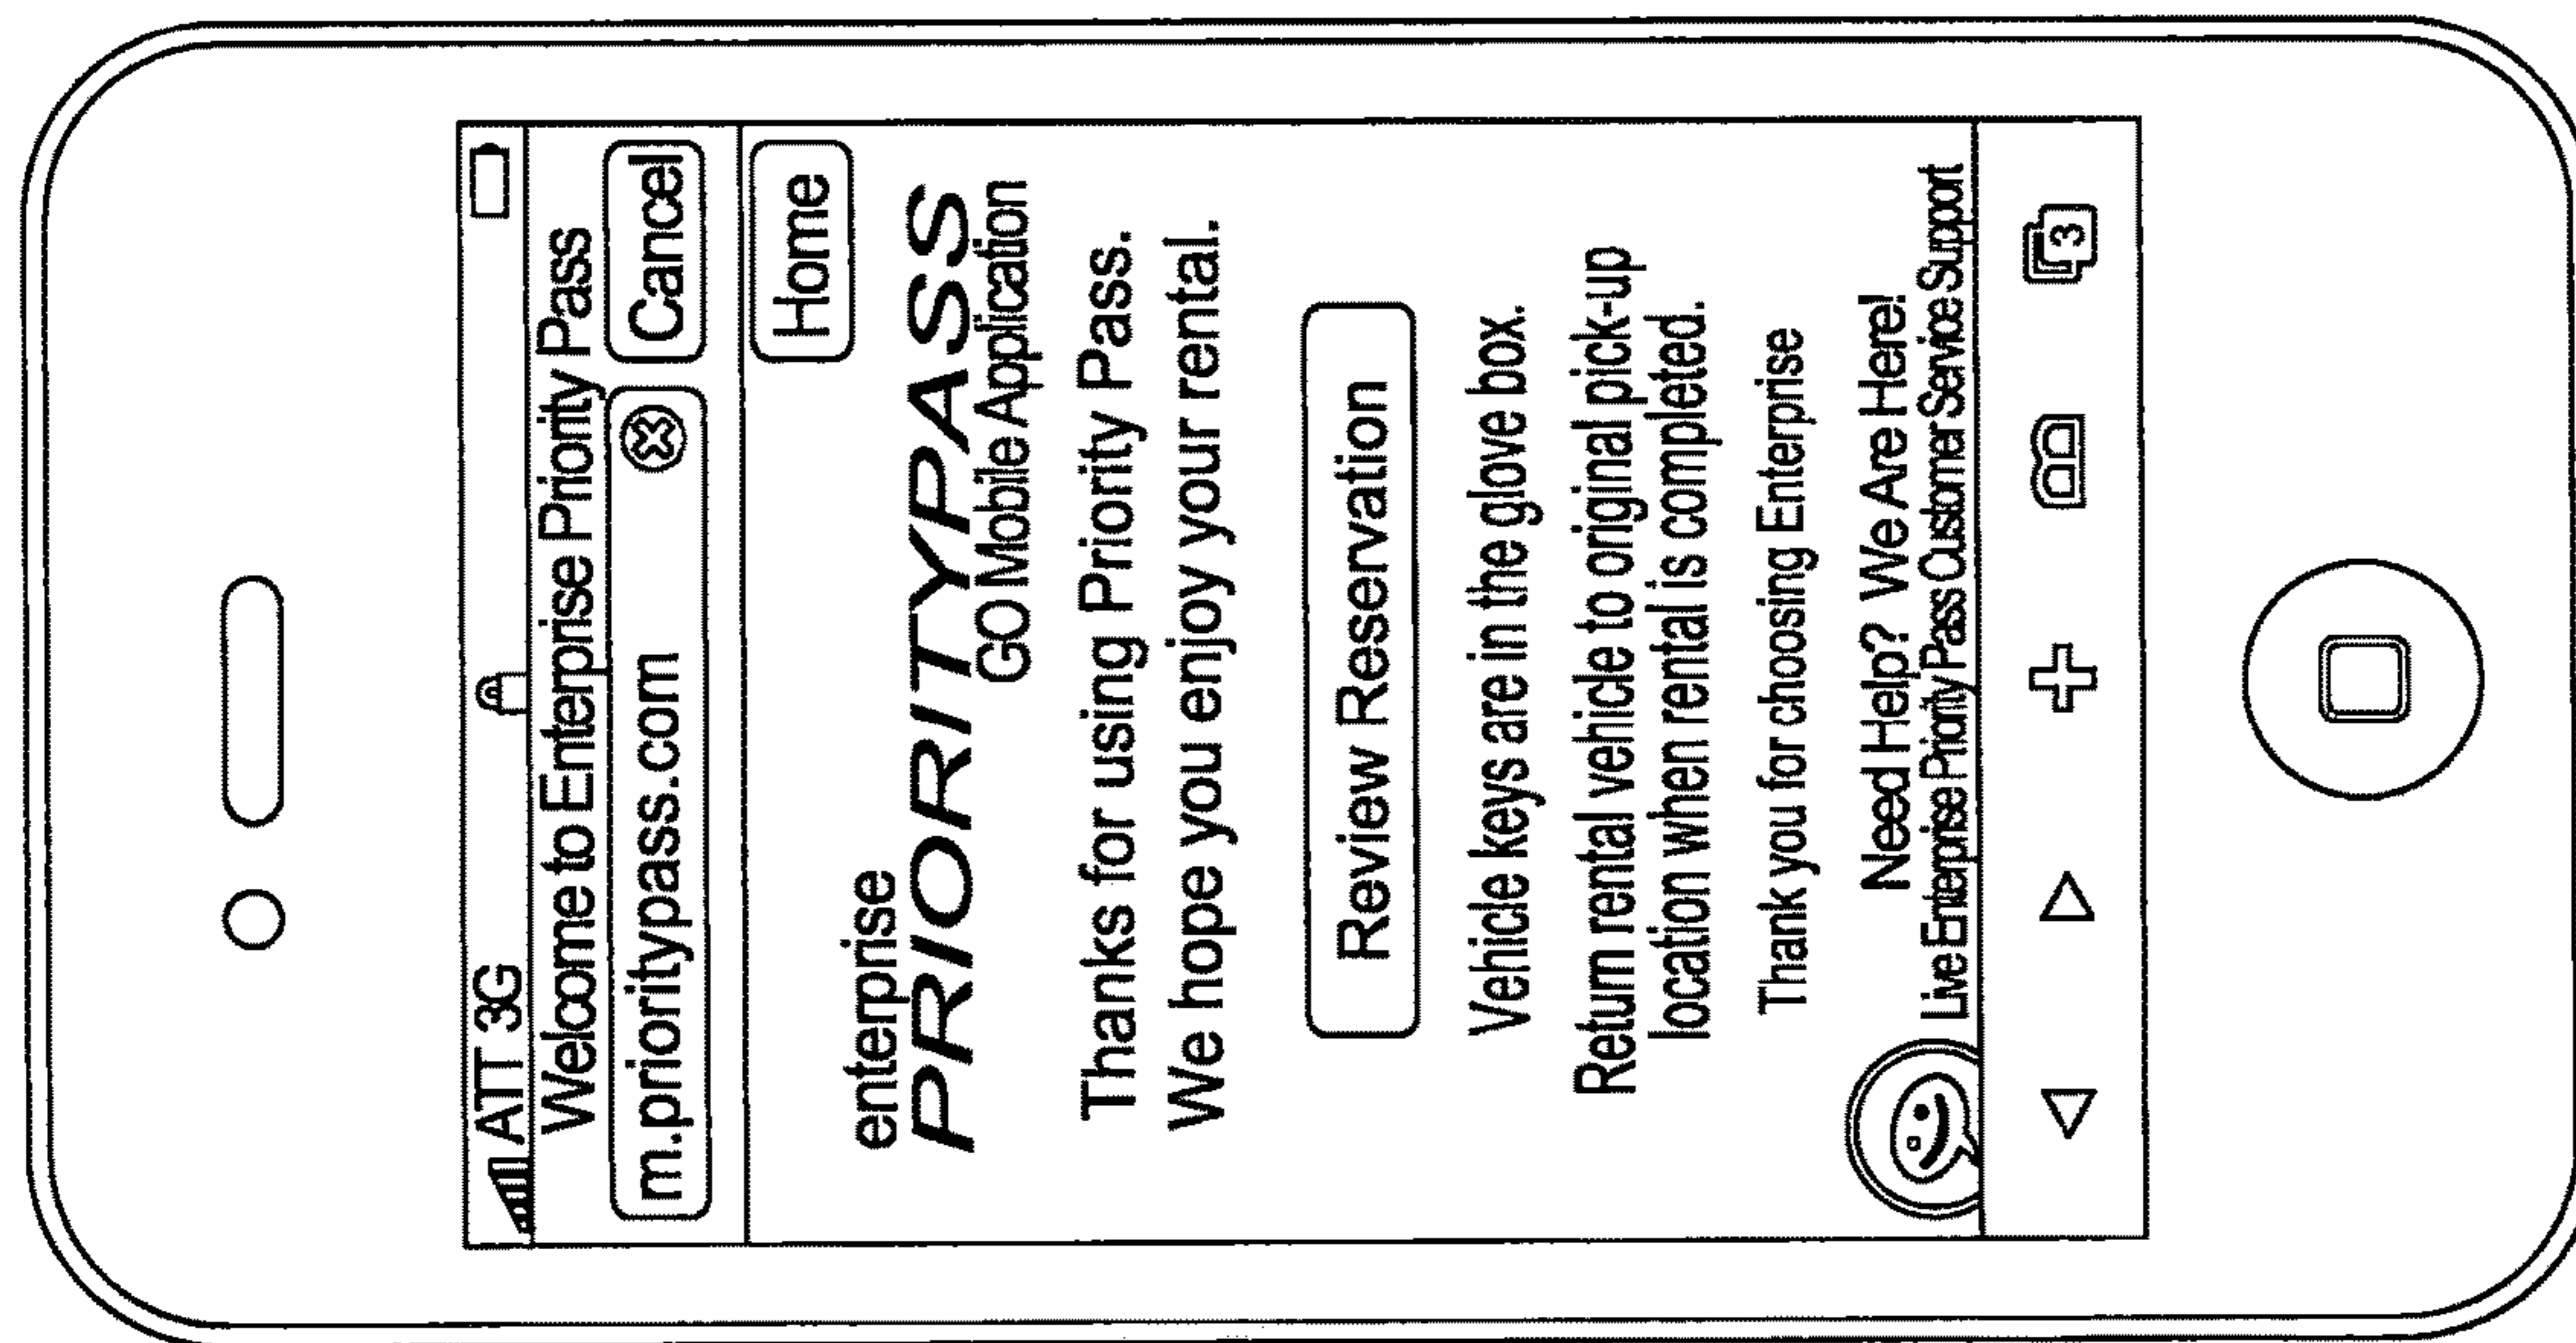 ATT 3G
Welcome to Enterprise Priority Pass
m.prioritypass.com Cancel
Home
enterprise
PRIORITYPASS
GO Mobile Application
Thanks for using Priority Pass.
We hope you enjoy your rental.
Review Reservation
Vehicle keys are in the glove box.
Return rental vehicle to original pick-up
location when rental is completed.
Thank you for choosing Enterprise
Need Help? We Are Here!
Live Enterprise Priority Pass Customer Service Support
3